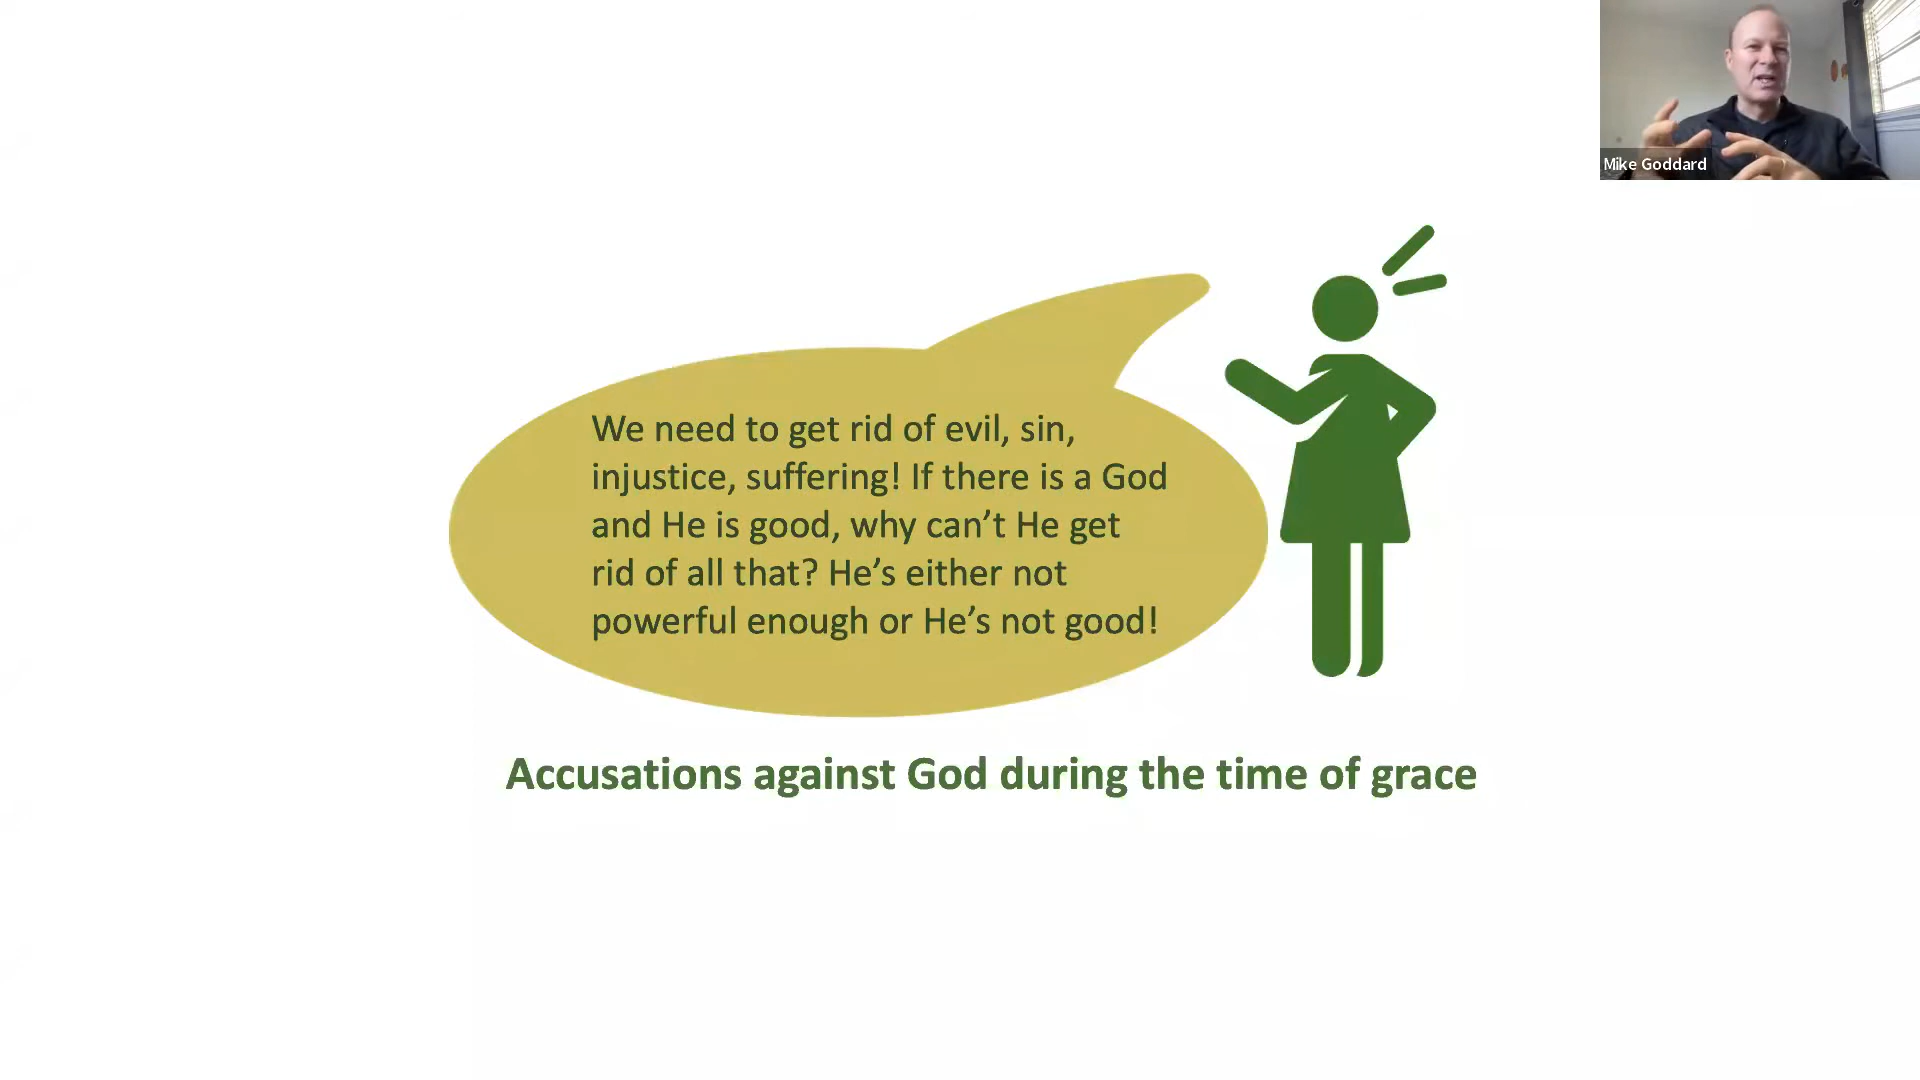 Mike Goddard
We need to get rid of evil, sin,
injustice, suffering! If there is a God
and He is good, why can’t He get
rid of all that? He’s either not
powerful enough or He’s not good!
Accusations against God during the time of grace